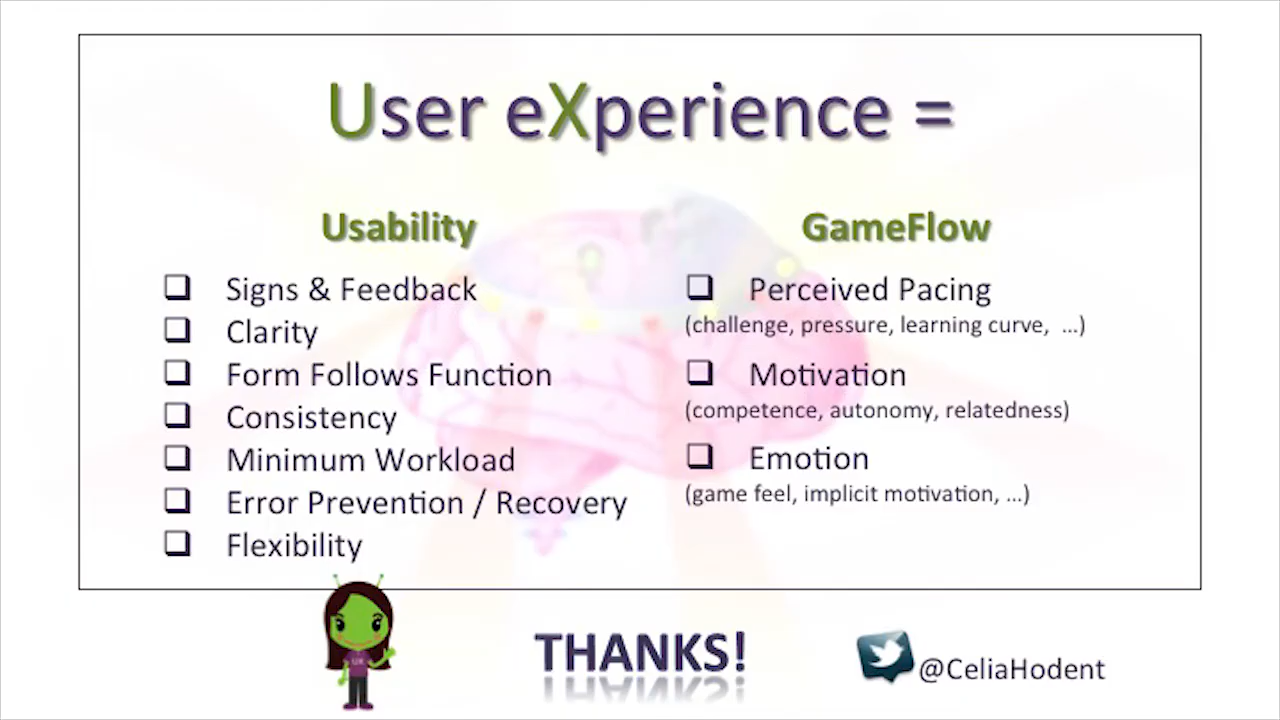 User eXperience =
Usability
Signs & Feedback
Clarity
Form Follows Function
Consistency
Minimum Workload
Error Prevention / Recovery
Flexibility
GameFlow
Perceived Pacing
(challenge, pressure, learning curve, ...)
Motivation
(competence, autonomy, relatedness)
Emotion
(game feel, implicit motivation, ...)
UX
THANKS!
@CeliaHodent